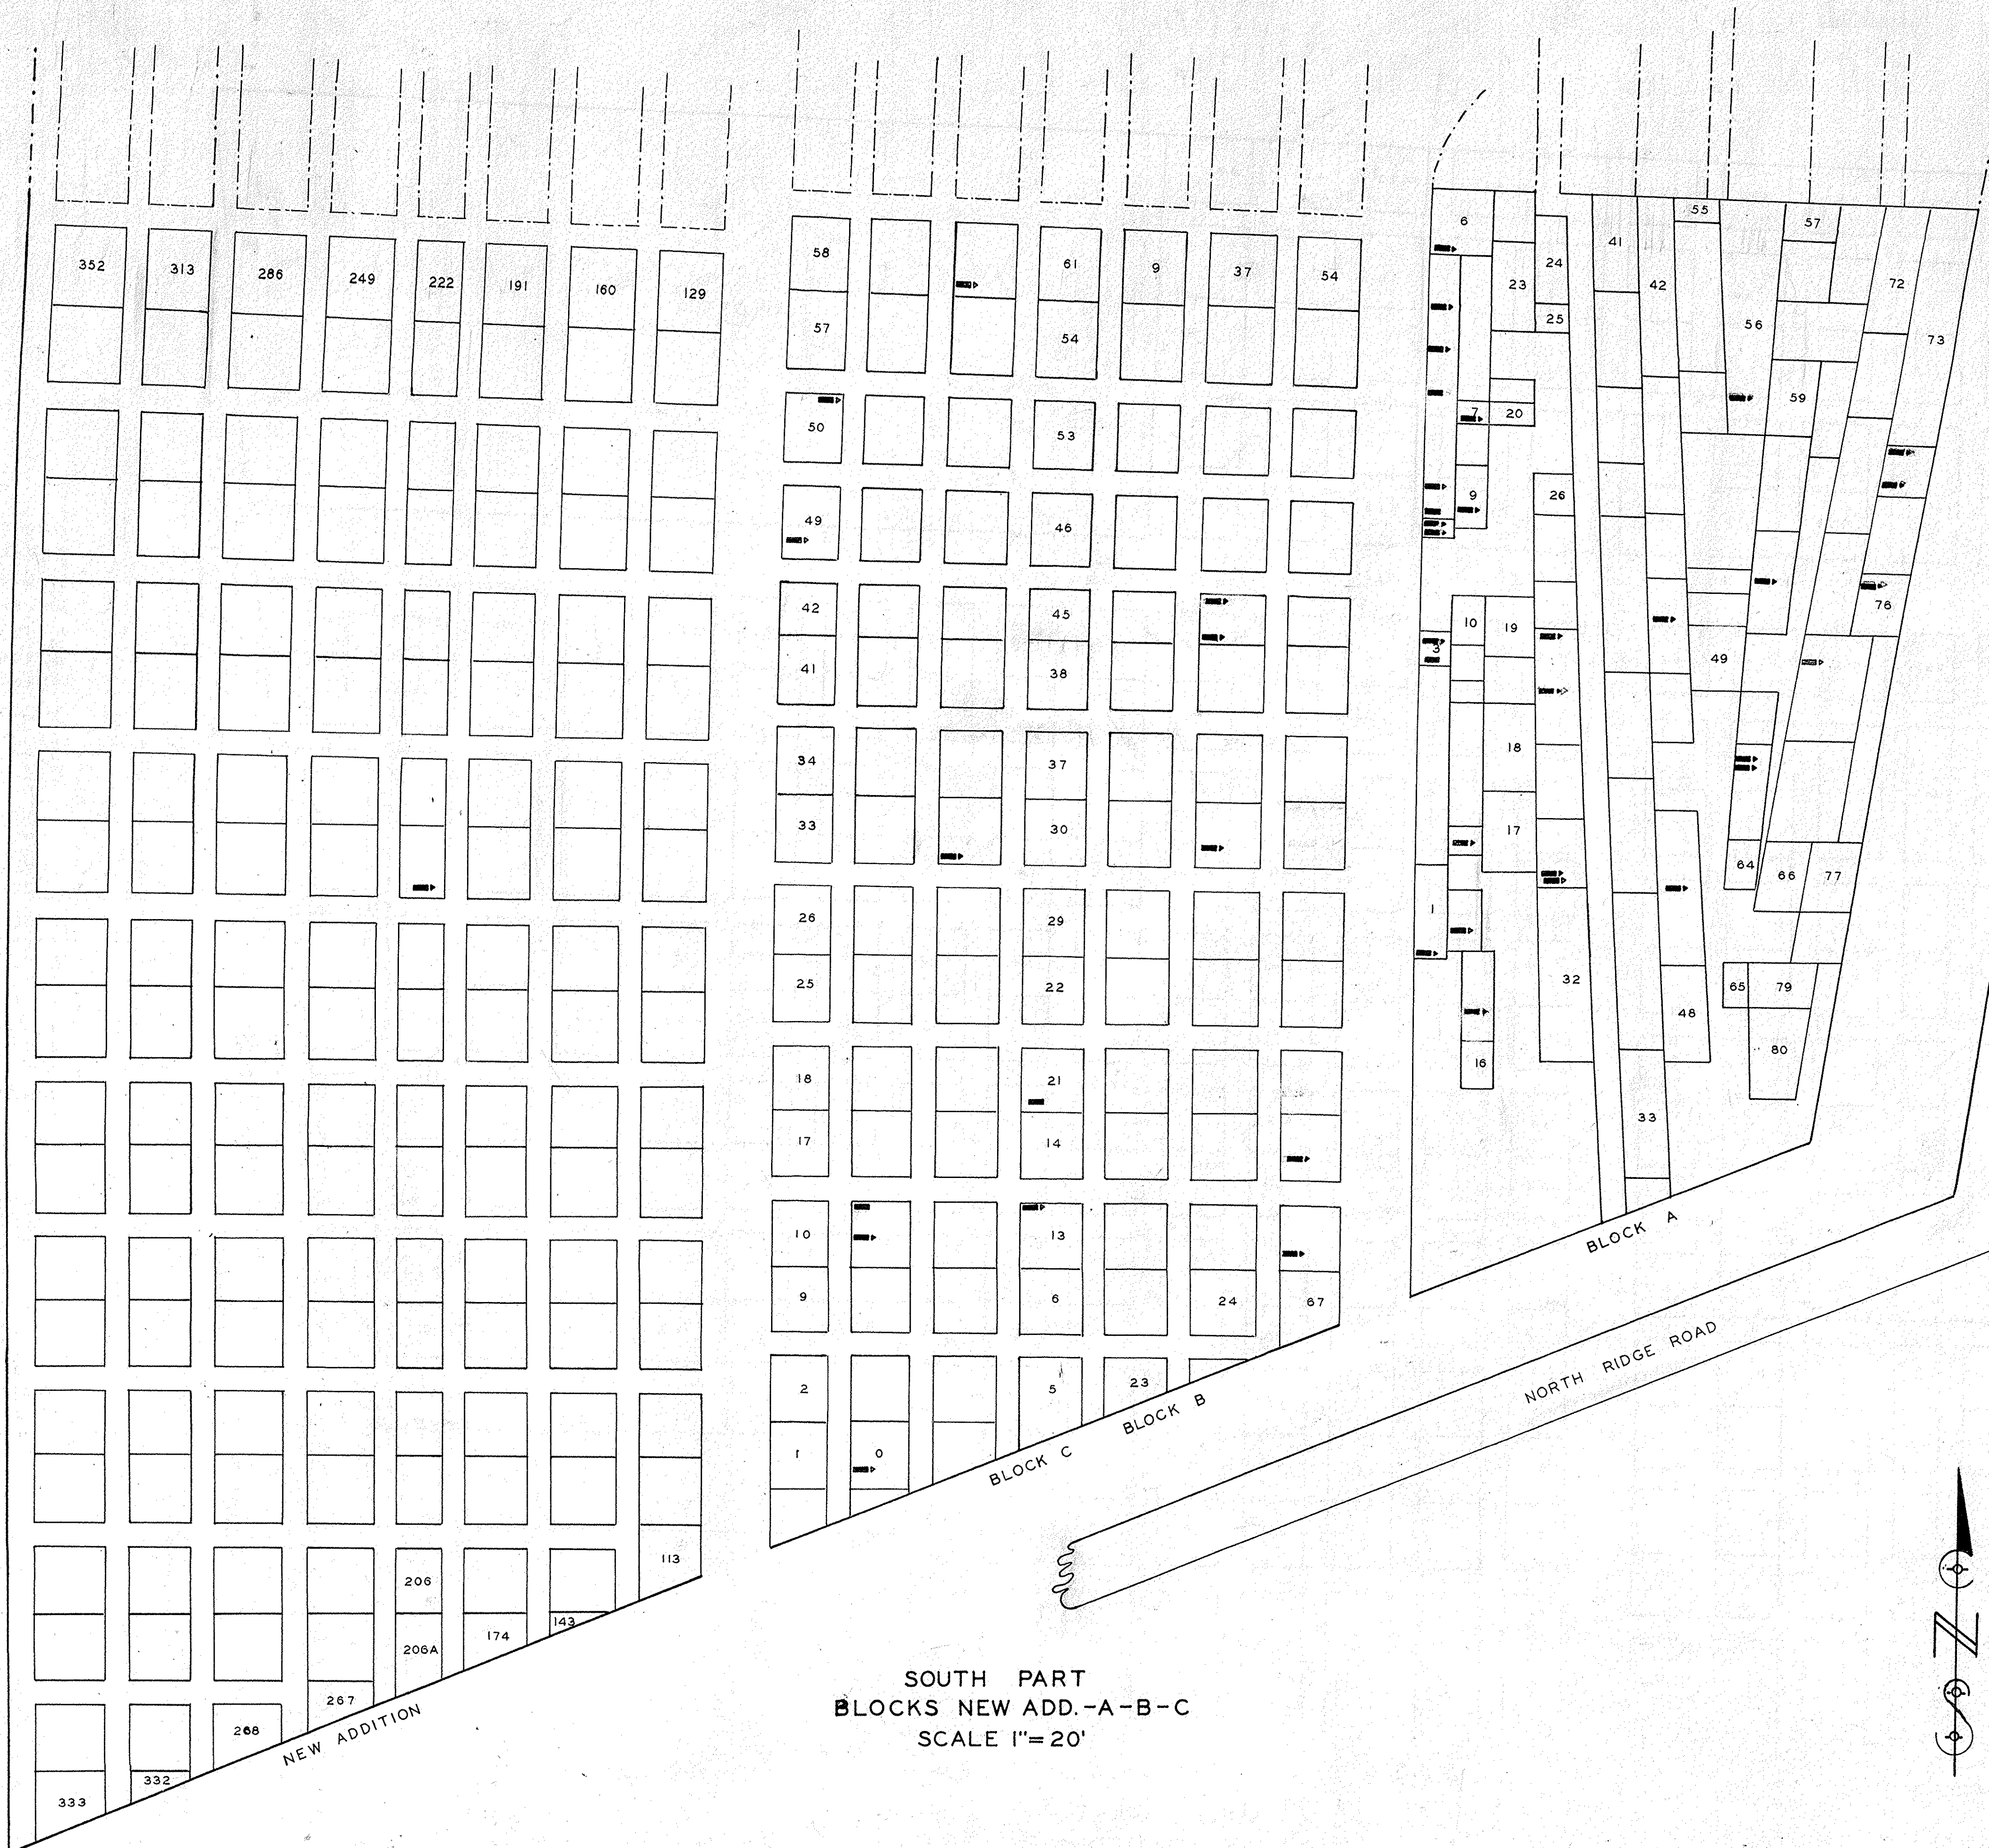 352 313 286 249 222 191 160 129
58 61 9 37 54
57 54
50 53
49 46
42 45
41 38
34 37
33 30
26 29
25 22
18 21
17 14
10 13
9 6 24 67
2 5 23
1 0
113
206
206A 174 143
267
268
332
333
NEW ADDITION
BLOCK C
BLOCK B
6 23 24 25 41 42 55 56 57 72 73
7 20 59
9 26
3 10 19 49 76
18
17 64 66 77
1
32 48 65 79
16 33 80
BLOCK A
NORTH RIDGE ROAD
SOUTH PART
BLOCKS NEW ADD.-A-B-C
SCALE 1"=20'
N
S